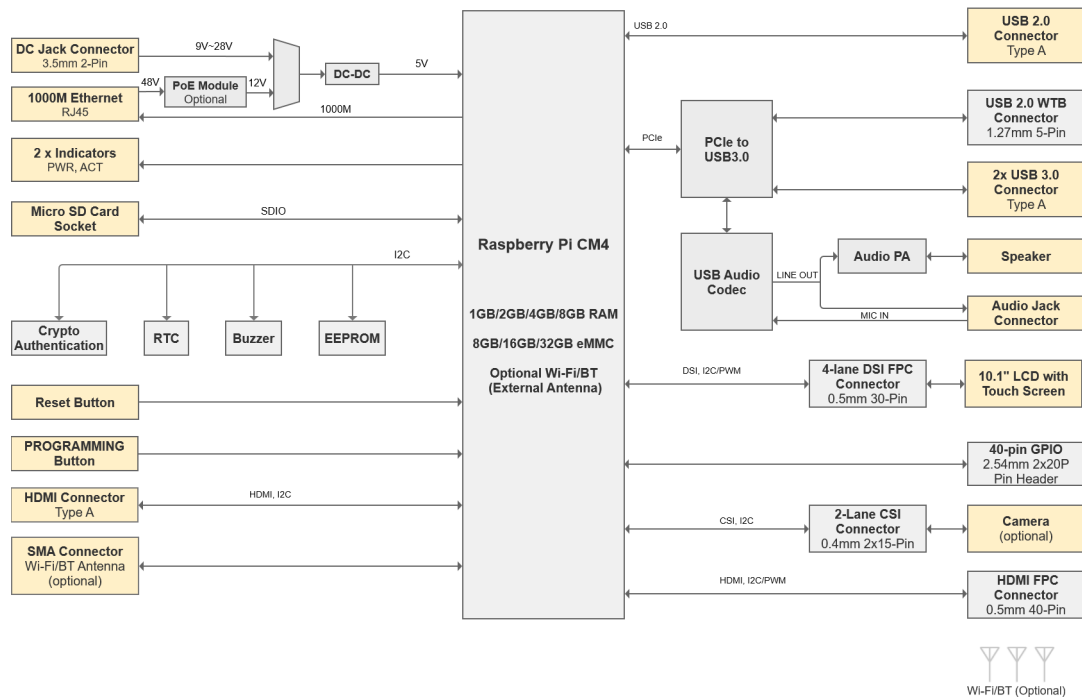 DC Jack Connector
3.5mm 2-Pin
9V~28V
48V
PoE Module
Optional
12V
DC-DC
5V
1000M Ethernet
RJ45
1000M
2 x Indicators
PWR, ACT
Micro SD Card
Socket
SDIO
I2C
Crypto
Authentication
RTC
Buzzer
EEPROM
Reset Button
PROGRAMMING
Button
HDMI Connector
Type A
HDMI, I2C
SMA Connector
Wi-Fi/BT Antenna
(optional)
Raspberry Pi CM4
1GB/2GB/4GB/8GB RAM
8GB/16GB/32GB eMMC
Optional Wi-Fi/BT
(External Antenna)
USB 2.0
USB 2.0
Connector
Type A
PCIe
PCIe to
USB3.0
USB 2.0 WTB
Connector
1.27mm 5-Pin
2x USB 3.0
Connector
Type A
USB Audio
Codec
LINE OUT
Audio PA
Speaker
MIC IN
Audio Jack
Connector
DSI, I2C/PWM
4-lane DSI FPC
Connector
0.5mm 30-Pin
10.1" LCD with
Touch Screen
40-pin GPIO
2.54mm 2x20P
Pin Header
CSI, I2C
2-Lane CSI
Connector
0.4mm 2x15-Pin
Camera
(optional)
HDMI, I2C/PWM
HDMI FPC
Connector
0.5mm 40-Pin
Wi-Fi/BT (Optional)